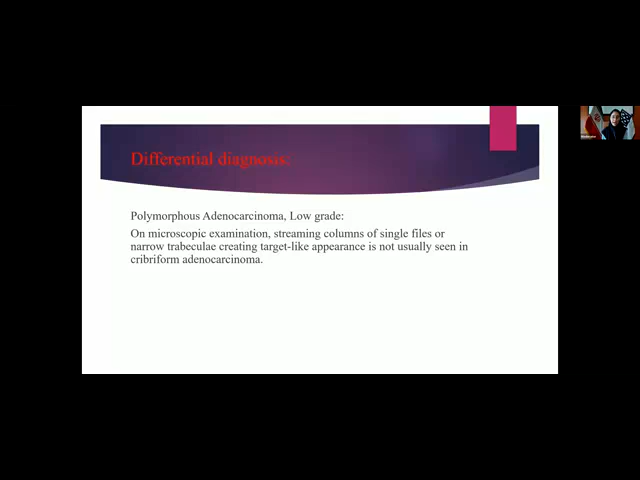 Differential diagnosis:
Polymorphous Adenocarcinoma, Low grade:
On microscopic examination, streaming columns of single files or
narrow trabeculae creating target-like appearance is not usually seen in
cribriform adenocarcinoma.